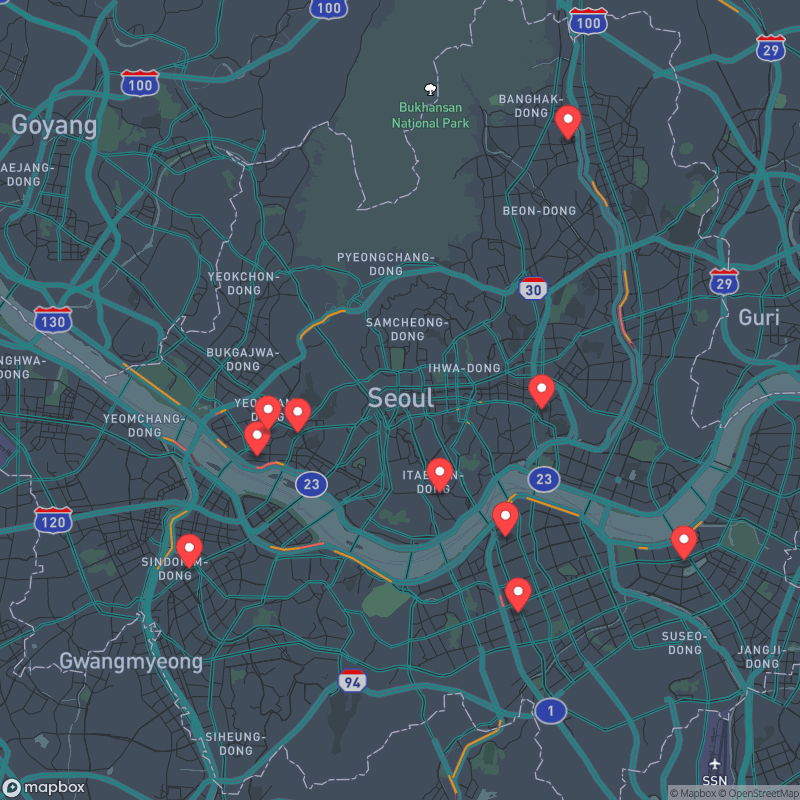 100
100
29
100
BANGHAK-
DONG
Bukhansan
National Park
Goyang
AEJANG-
DONG
BEON-DONG
PYEONGCHANG-
DONG
YEOKCHON-
DONG
30
29
130
SAMCHEONG-
DONG
Guri
BUKGAJWA-
DONG
NGHWA-
DONG
IHWA-DONG
Seoul
YEOMCHANG-
DONG
DONG
23
23
120
SINDO
M-
DONG
SUSEO-
DONG
JANGJI-
DONG
Gwangmyeong
94
1
SIHEUNG-
DONG
SSN
mapbox
© Mapbox © OpenStreetMap